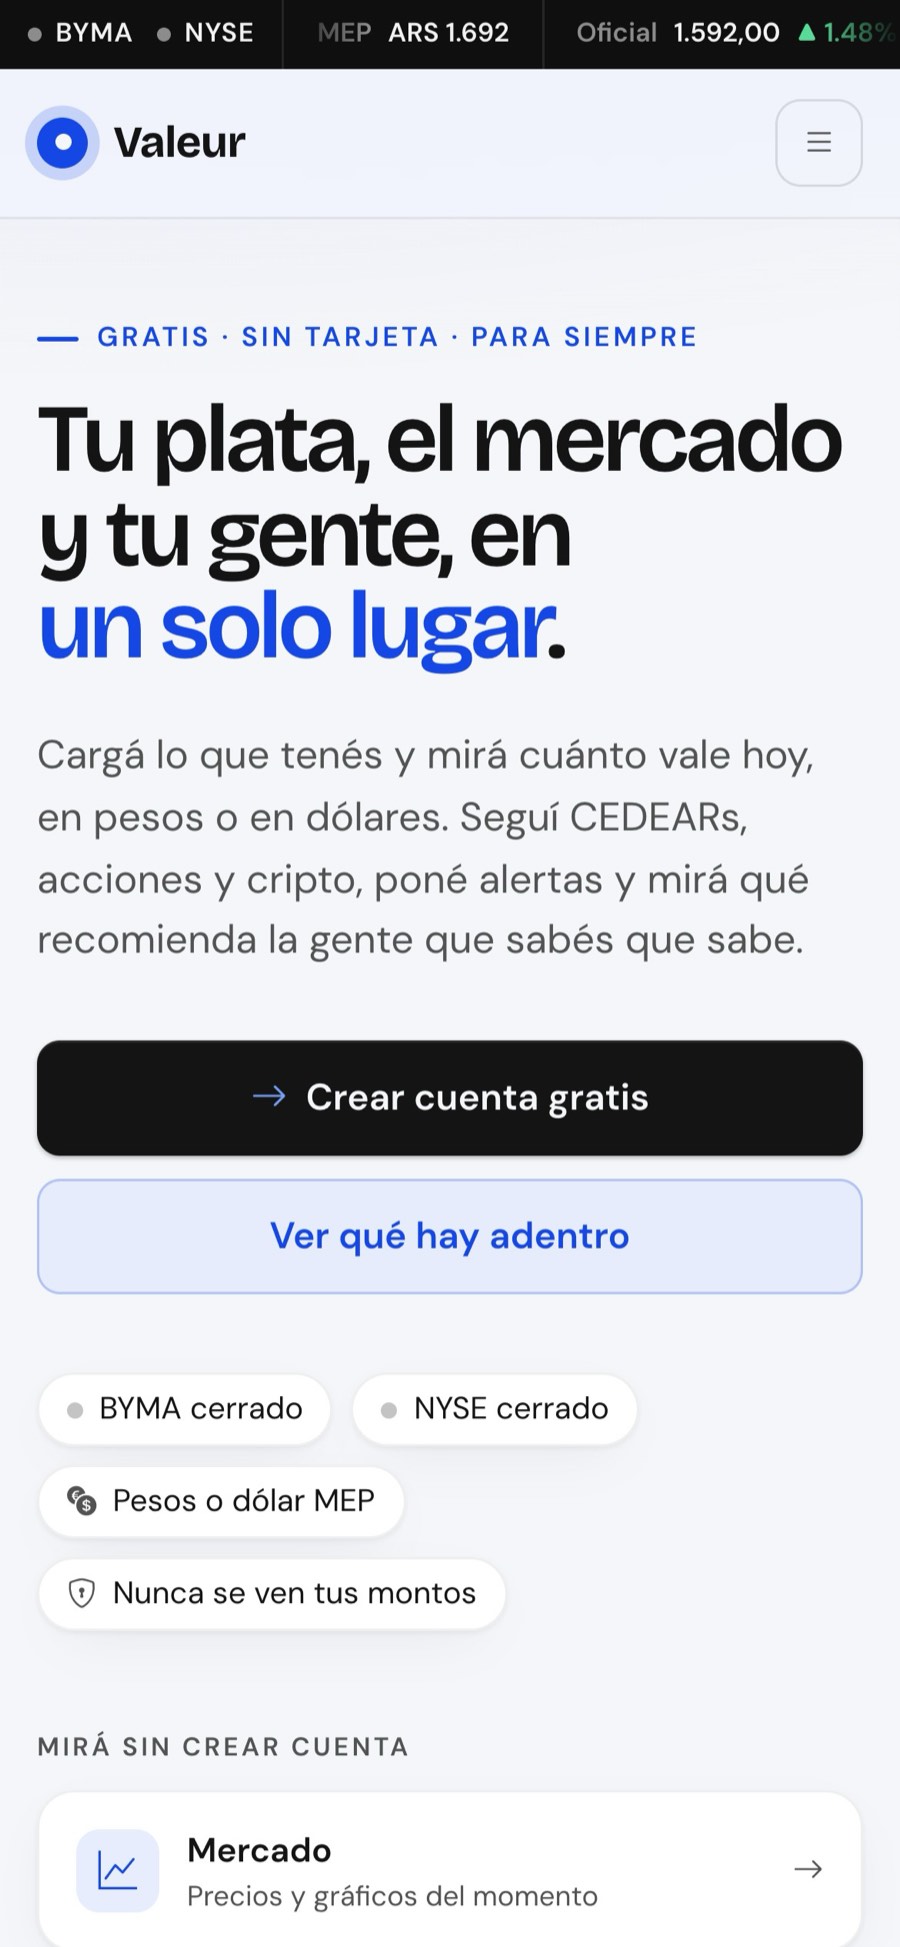 BYMA NYSE MEP ARS 1.692 Oficial 1.592,00 ▲ 1.48%
Valeur
GRATIS · SIN TARJETA · PARA SIEMPRE
Tu plata, el mercado
y tu gente, en
un solo lugar.
Cargá lo que tenés y mirá cuánto vale hoy,
en pesos o en dólares. Seguí CEDEARs,
acciones y cripto, poné alertas y mirá qué
recomienda la gente que sabés que sabe.
→ Crear cuenta gratis
Ver qué hay adentro
BYMA cerrado NYSE cerrado
Pesos o dólar MEP
Nunca se ven tus montos
MIRÁ SIN CREAR CUENTA
Mercado
Precios y gráficos del momento